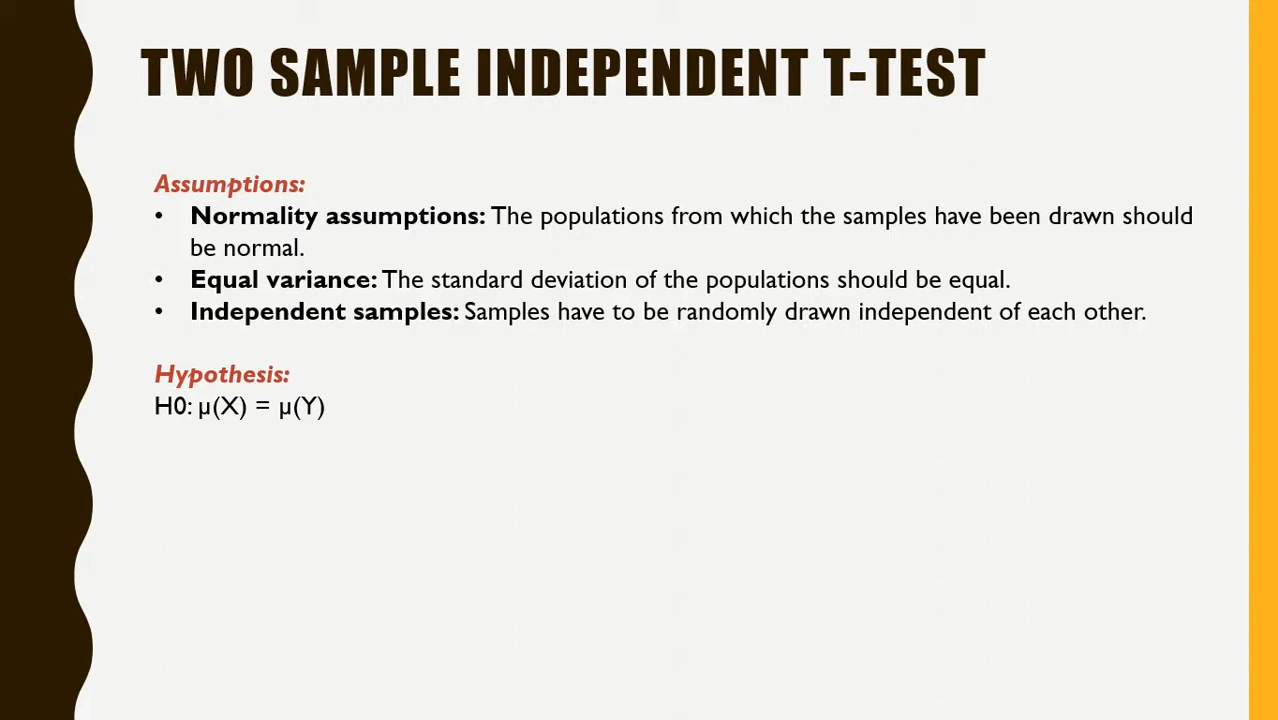 TWO SAMPLE INDEPENDENT T-TEST
Assumptions:
• Normality assumptions: The populations from which the samples have been drawn should
be normal.
• Equal variance: The standard deviation of the populations should be equal.
• Independent samples: Samples have to be randomly drawn independent of each other.
Hypothesis:
H0: µ(X) = µ(Y)